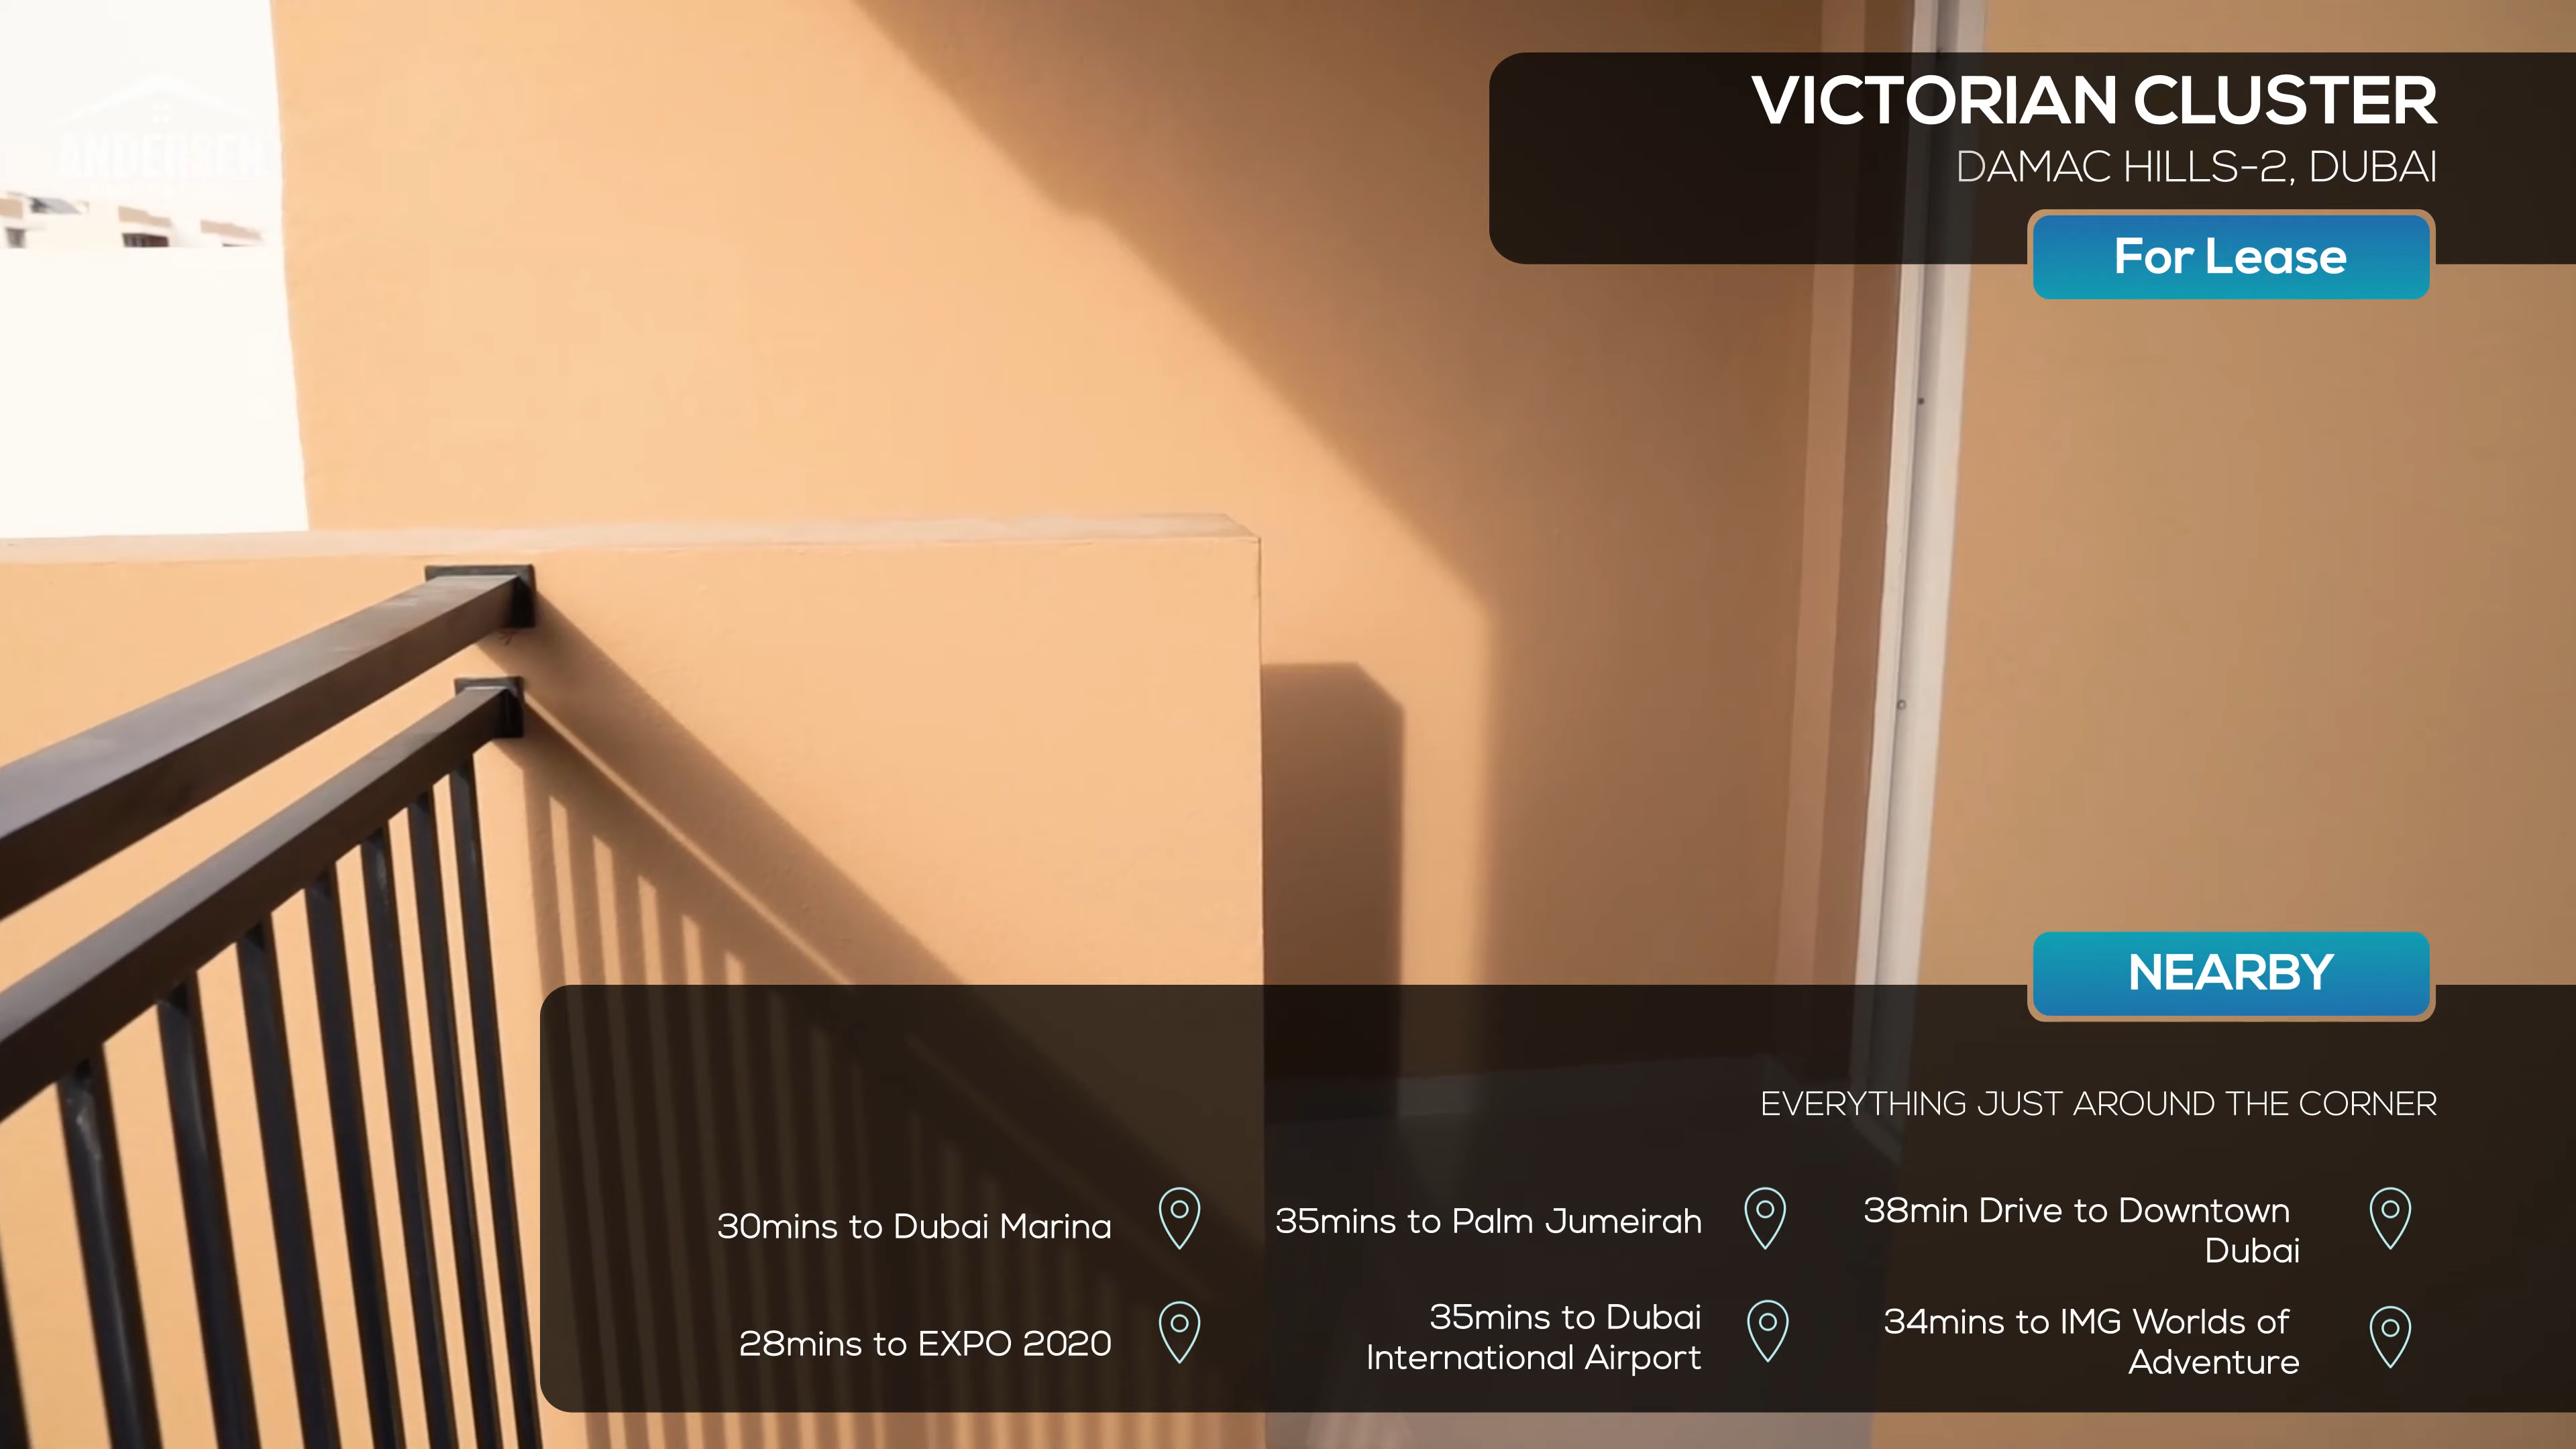 ANDERSEN
VICTORIAN CLUSTER
DAMAC HILLS-2, DUBAI
For Lease
NEARBY
EVERYTHING JUST AROUND THE CORNER
30mins to Dubai Marina
35mins to Palm Jumeirah
38min Drive to Downtown
Dubai
28mins to EXPO 2020
35mins to Dubai
International Airport
34mins to IMG Worlds of
Adventure